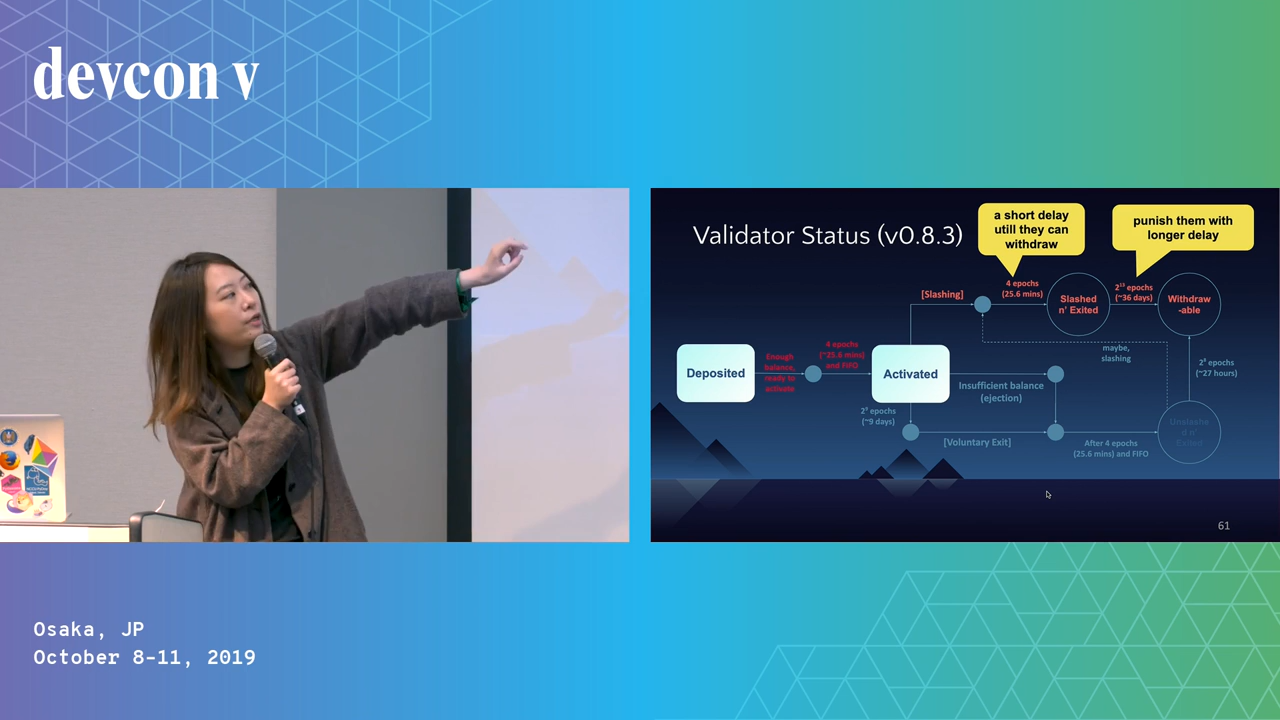 devcon v
Validator Status (v0.8.3)
a short delay
utill they can
withdraw
punish them with
longer delay
[Slashing]
4 epochs
(25.6 mins)
Slashed
n' Exited
2¹³ epochs
(~36 days)
Withdraw
-able
Deposited
Enough
balance,
ready to
activate
4 epochs
(~25.6 mins)
and FIFO
Activated
maybe,
slashing
Insufficient balance
(ejection)
2⁸ epochs
(~27 hours)
2⁹ epochs
(~9 days)
[Voluntary Exit]
After 4 epochs
(25.6 mins) and FIFO
Unslashe
d n'
Exited
61
Osaka, JP
October 8-11, 2019